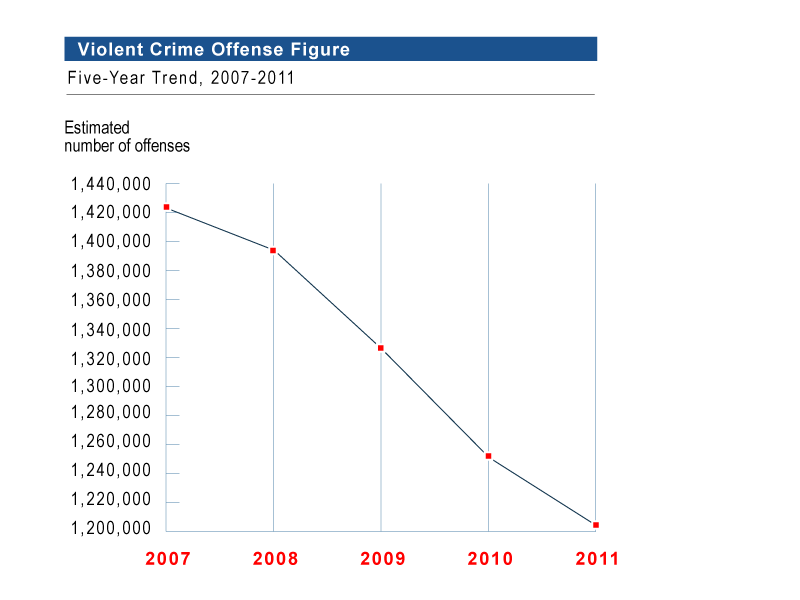 Violent Crime Offense Figure
Five-Year Trend, 2007-2011
Estimated
number of offenses
1,440,000
1,420,000
1,400,000
1,380,000
1,360,000
1,340,000
1,320,000
1,300,000
1,280,000
1,260,000
1,240,000
1,220,000
1,200,000
2007 2008 2009 2010 2011